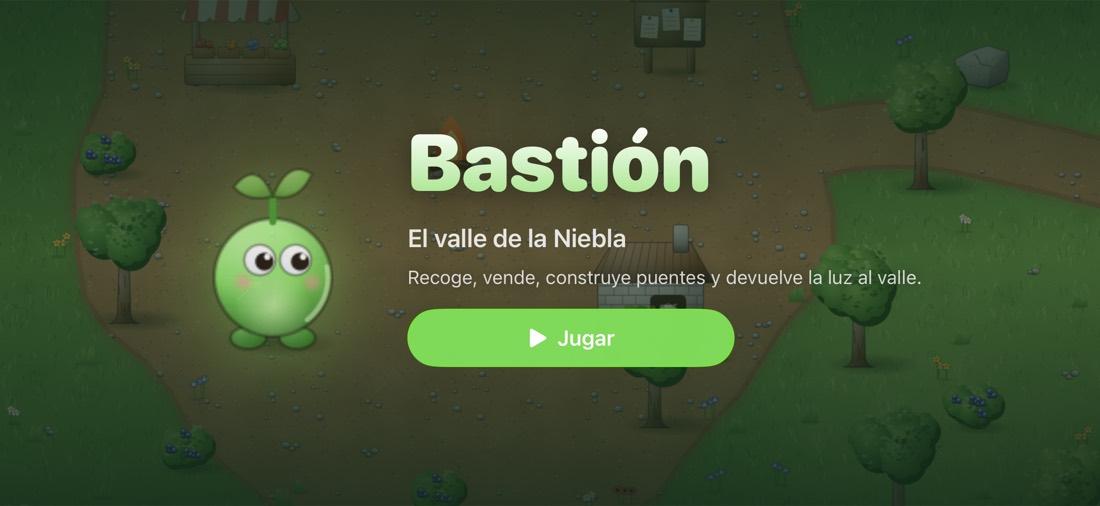 Bastión
El valle de la Niebla
Recoge, vende, construye puentes y devuelve la luz al valle.
Jugar